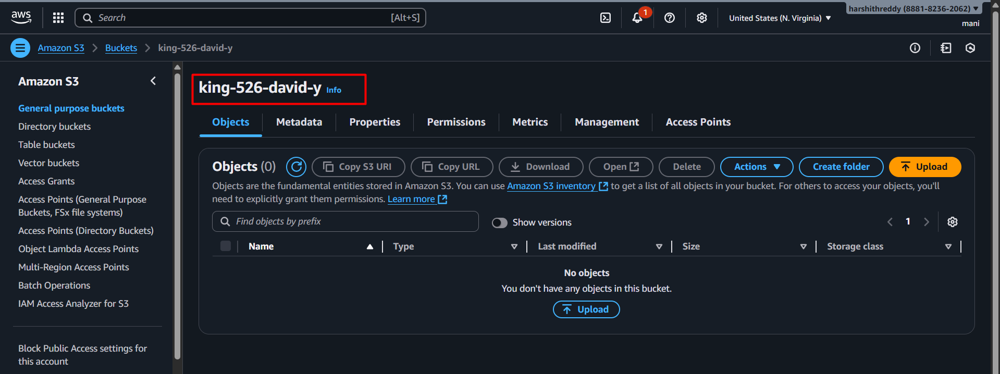 aws
Search [Alt+S]
1
United States (N. Virginia)
harshithreddy (8881-8236-2062)
mani
Amazon S3
Buckets
king-526-david-y
Amazon S3
General purpose buckets
Directory buckets
Table buckets
Vector buckets
Access Grants
Access Points (General Purpose
Buckets, FSx file systems)
Access Points (Directory Buckets)
Object Lambda Access Points
Multi-Region Access Points
Batch Operations
IAM Access Analyzer for S3
Block Public Access settings for
this account
king-526-david-y Info
Objects Metadata Properties Permissions Metrics Management Access Points
Objects (0) Copy S3 URI Copy URL Download Open Delete Actions Create folder Upload
Objects are the fundamental entities stored in Amazon S3. You can use Amazon S3 inventory to get a list of all objects in your bucket. For others to access your objects, you'll
need to explicitly grant them permissions. Learn more
Find objects by prefix Show versions 1
Name Type Last modified Size Storage class
No objects
You don't have any objects in this bucket.
Upload